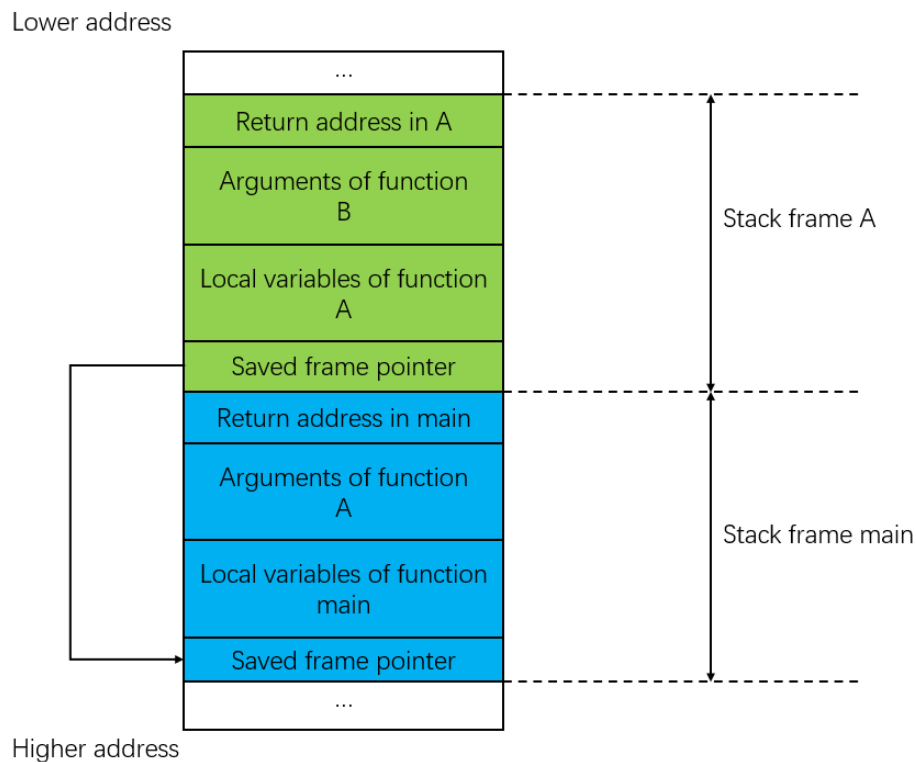 Lower address
...
Return address in A
Arguments of function
B
Stack frame A
Local variables of function
A
Saved frame pointer
Return address in main
Arguments of function
A
Stack frame main
Local variables of function
main
Saved frame pointer
...
Higher address